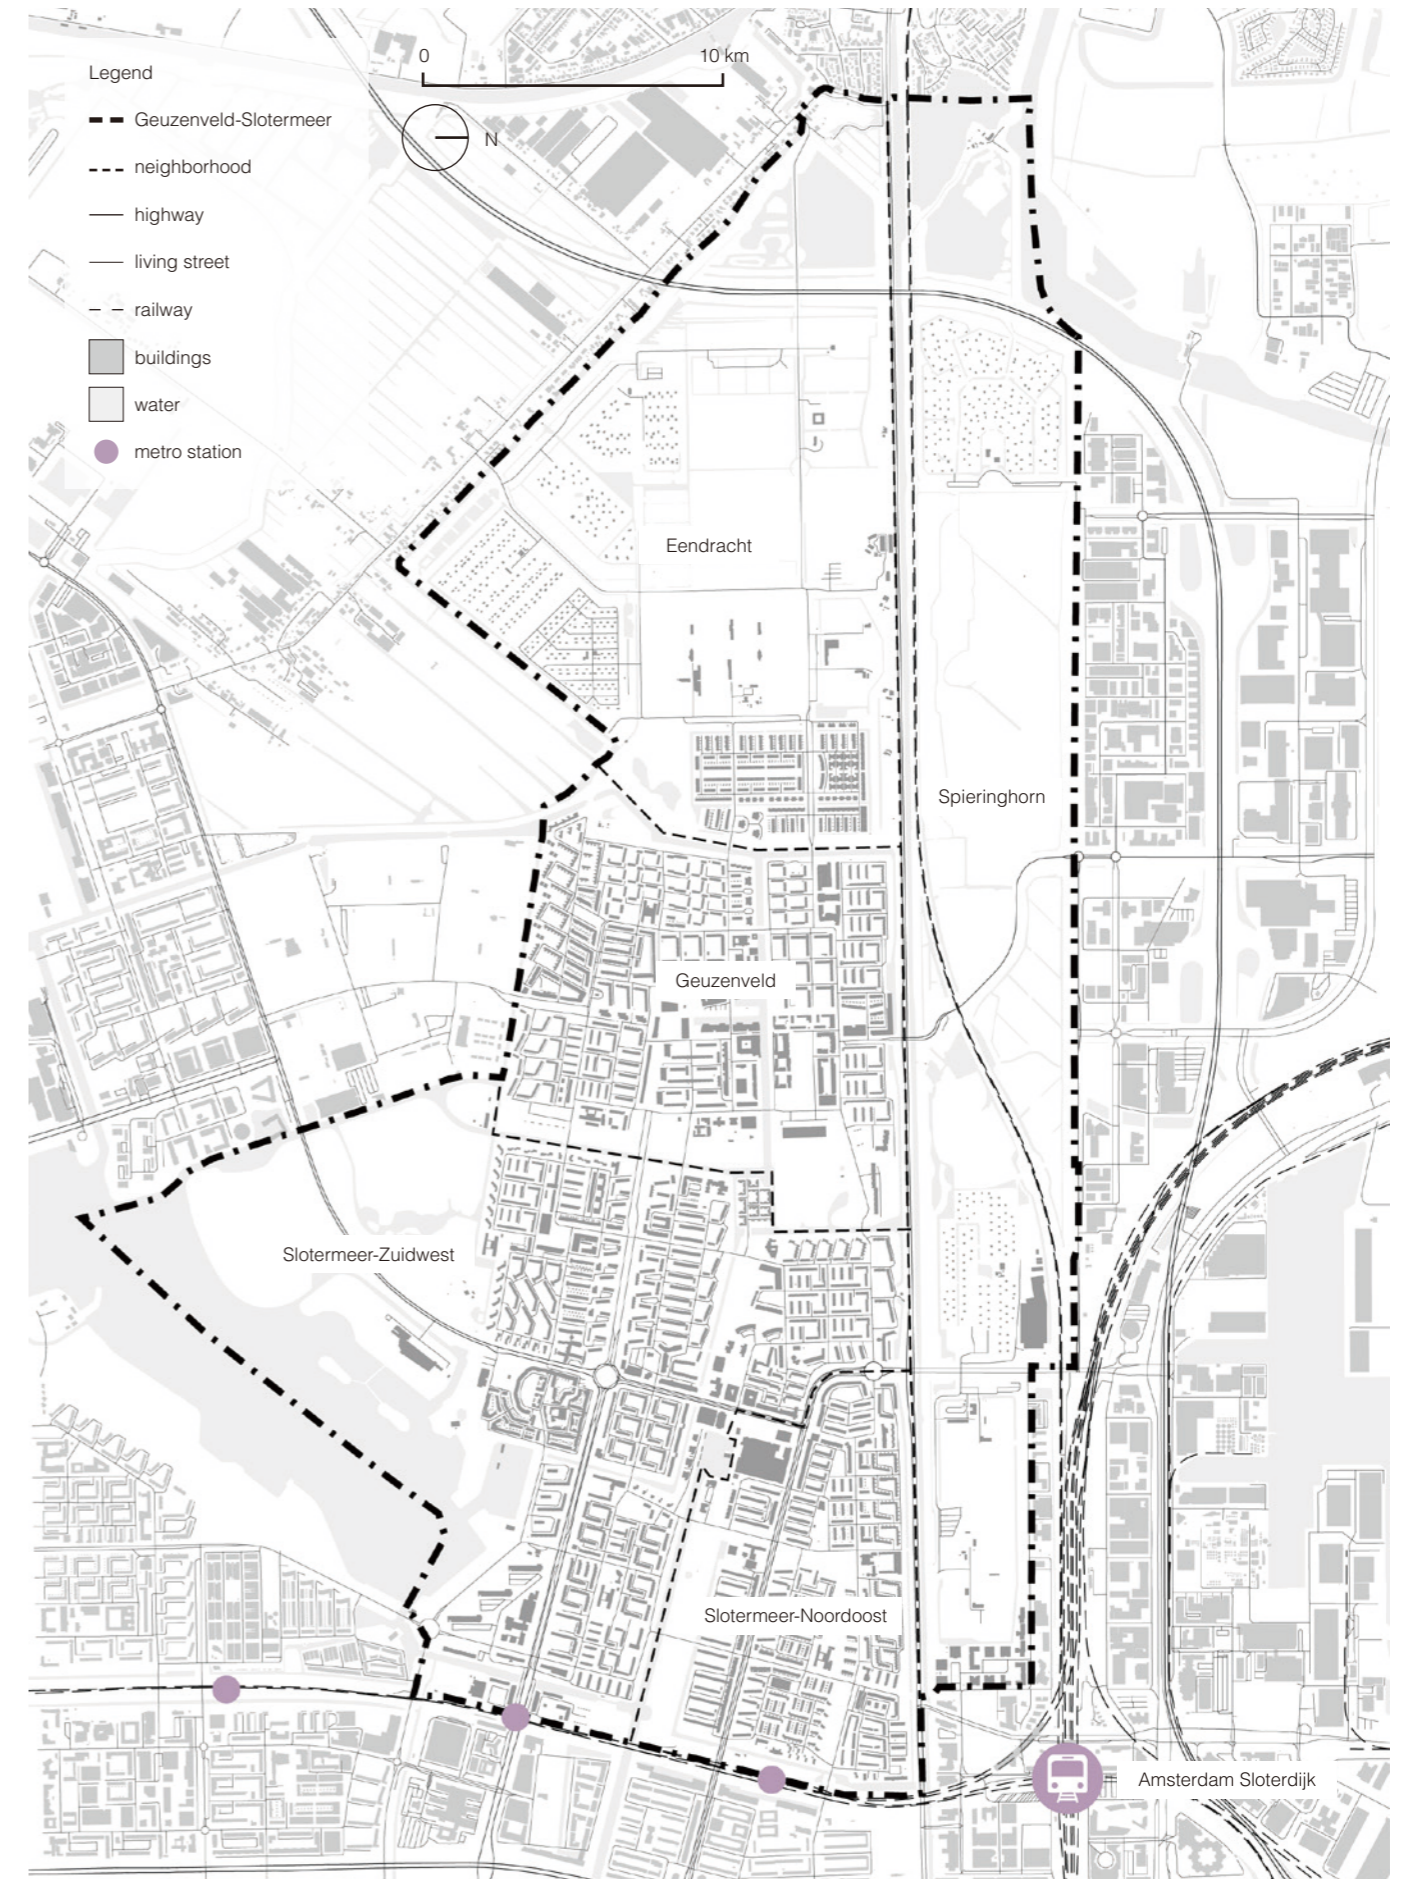 0 10 km
Legend
Geuzenveld-Slotermeer
N
neighborhood
highway
living street
railway
buildings
water
metro station
Eendracht
Spieringhorn
Geuzenveld
Slotermeer-Zuidwest
Slotermeer-Noordoost
Amsterdam Sloterdijk